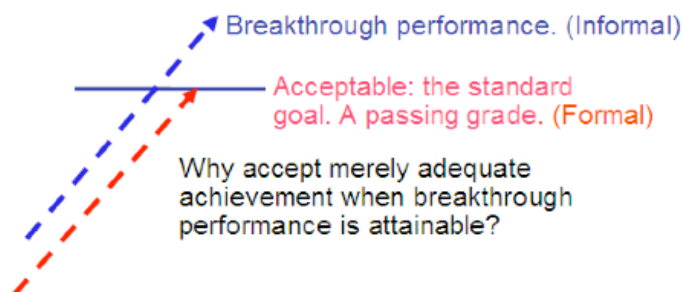 Breakthrough performance. (Informal)
Acceptable: the standard
goal. A passing grade. (Formal)
Why accept merely adequate
achievement when breakthrough
performance is attainable?